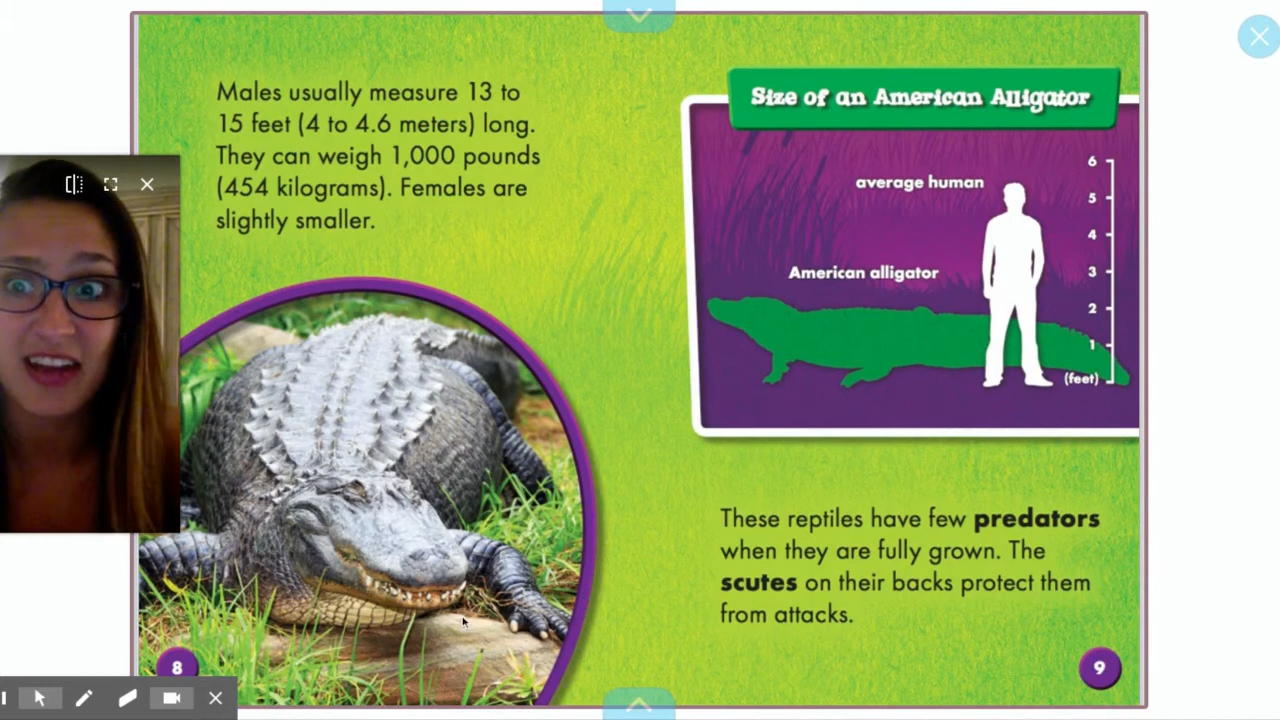 Males usually measure 13 to
15 feet (4 to 4.6 meters) long.
They can weigh 1,000 pounds
(454 kilograms). Females are
slightly smaller.
8
Size of an American Alligator
average human
American alligator
6
5
4
3
2
1
(feet)
These reptiles have few predators
when they are fully grown. The
scutes on their backs protect them
from attacks.
9